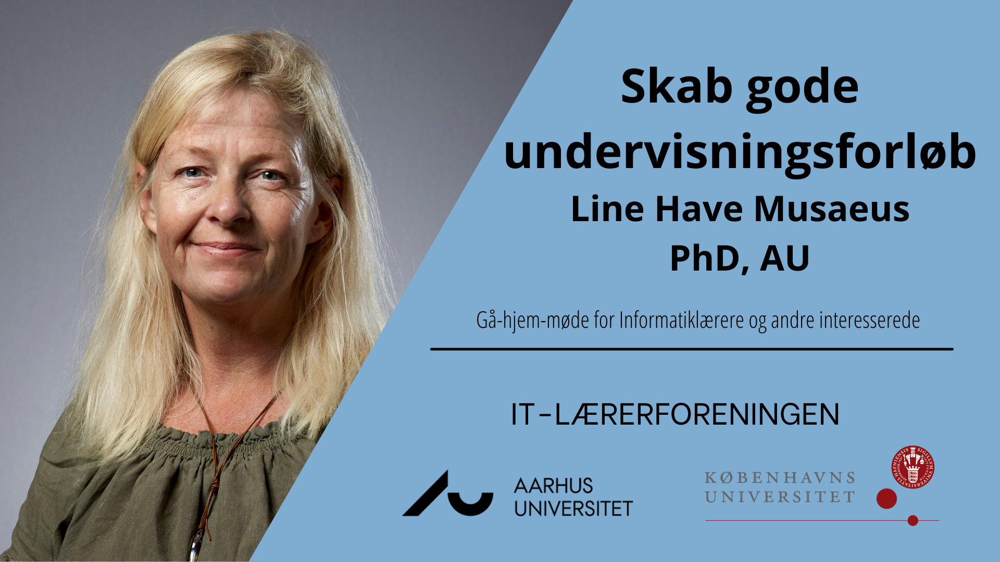 Skab gode
undervisningsforløb
Line Have Musaeus
PhD, AU
Gå-hjem-møde for Informatiklærere og andre interesserede
IT-LÆRERFORENINGEN
AARHUS
UNIVERSITET
KØBENHAVNS
UNIVERSITET
SIGILLVM VNIVERSITATIS HAFNIENSIS